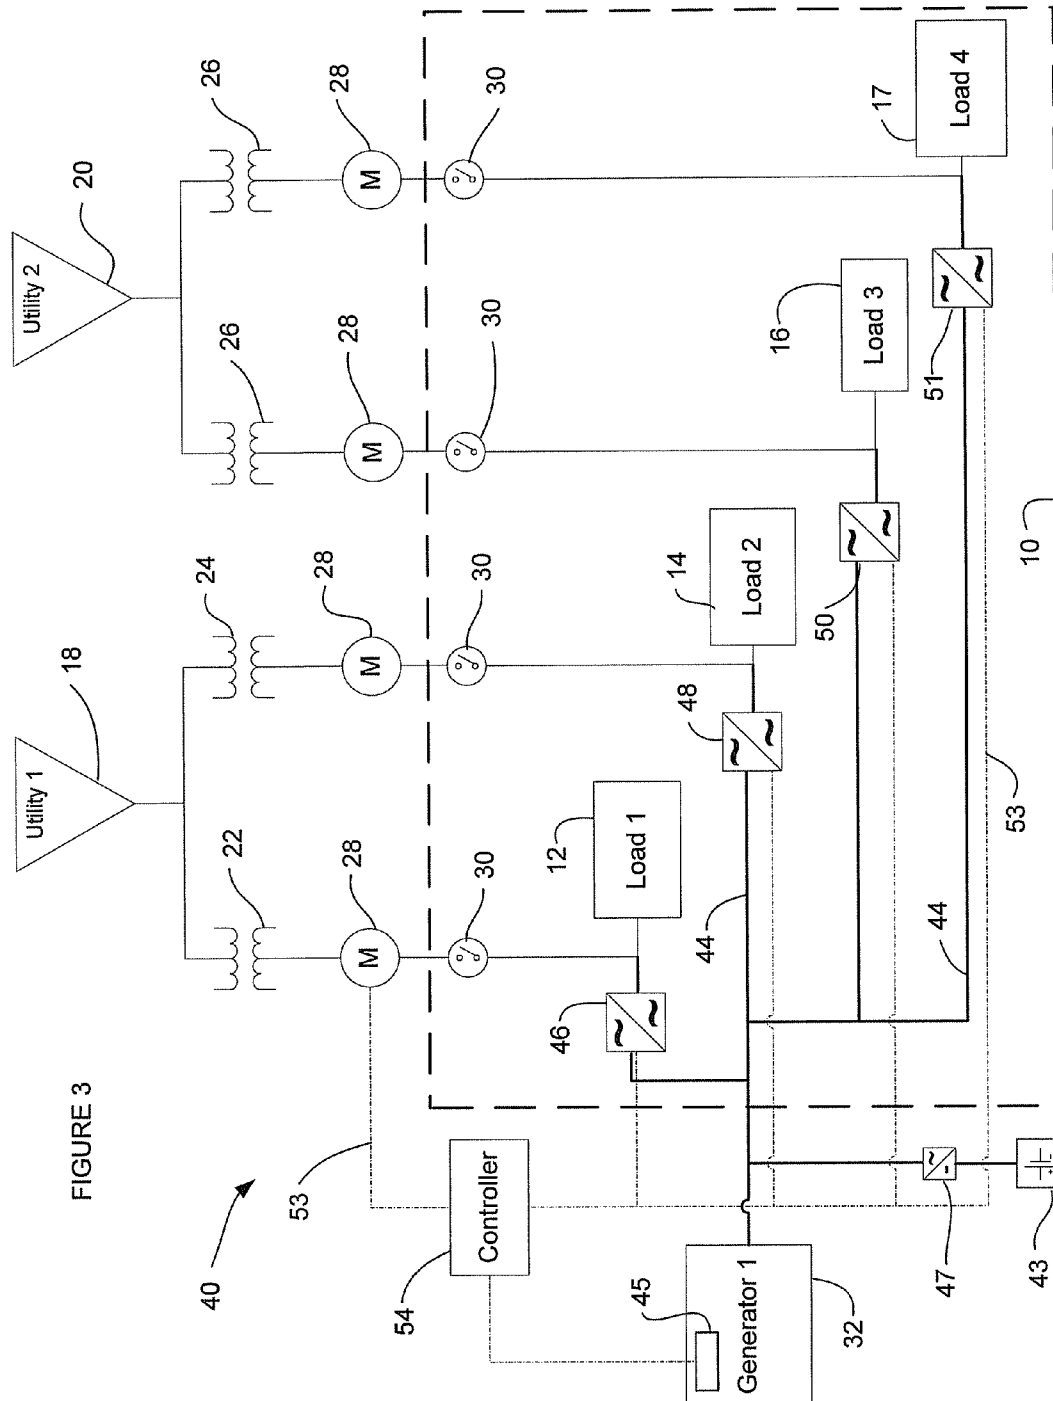 FIGURE 3
40
Utility 1
18
Utility 2
20
22
24
26
26
28
28
28
28
M
M
M
M
30
30
30
30
53
Controller
54
45
Generator 1
32
12
Load 1
46
14
Load 2
48
44
16
Load 3
50
17
Load 4
51
44
53
10
47
43